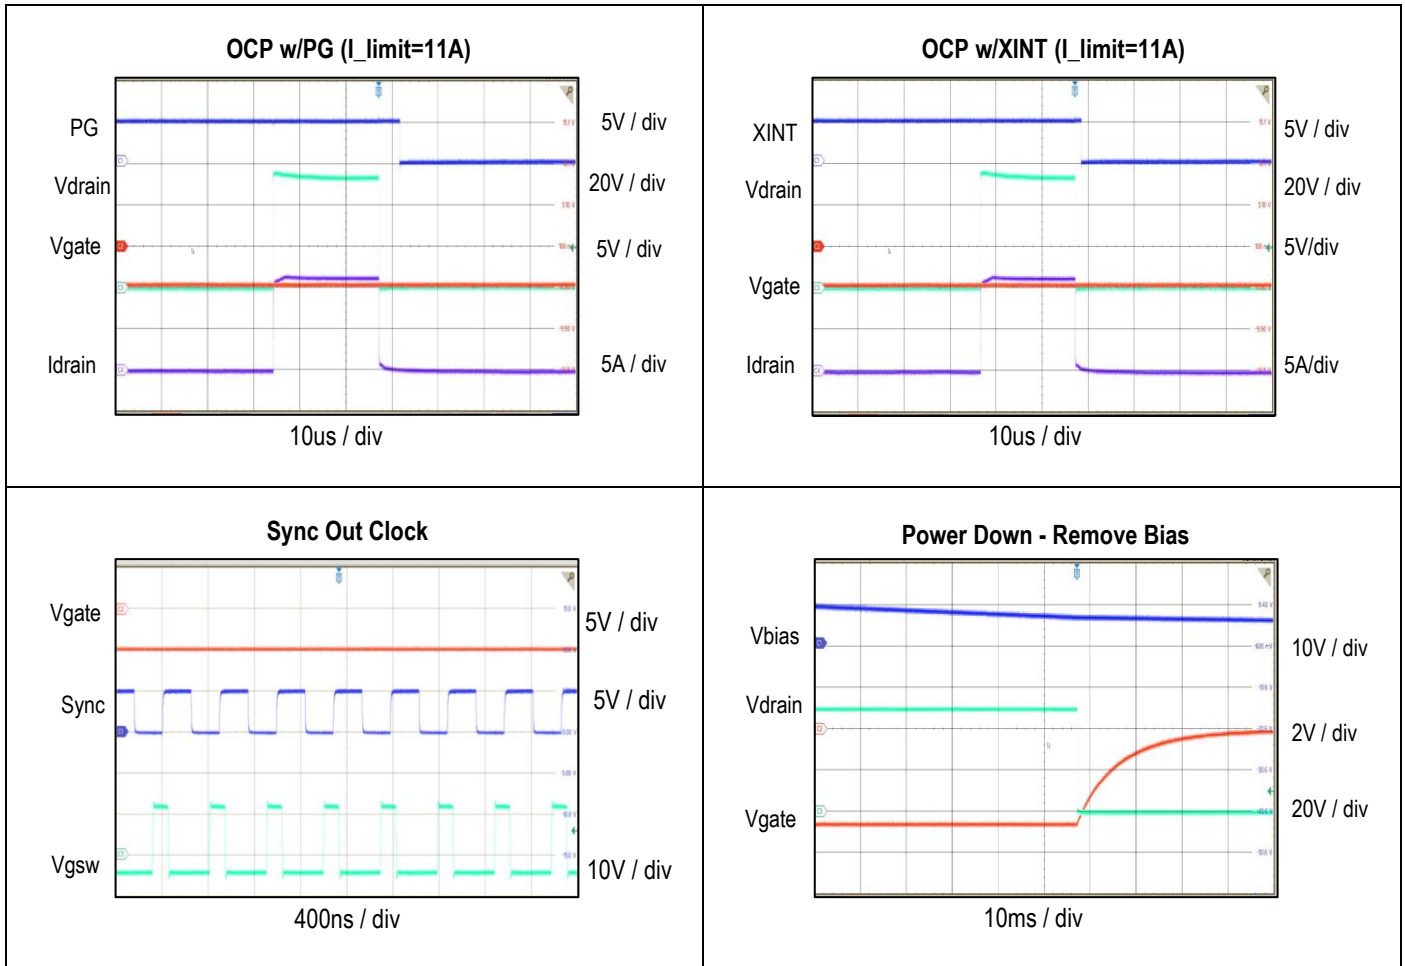 OCP w/PG (I_limit=11A)
PG
5V / div
Vdrain
20V / div
Vgate
5V / div
Idrain
5A / div
10us / div
OCP w/XINT (I_limit=11A)
XINT
5V / div
Vdrain
20V / div
5V/div
Vgate
Idrain
5A/div
10us / div
Sync Out Clock
Vgate
5V / div
Sync
5V / div
Vgsw
10V / div
400ns / div
Power Down - Remove Bias
Vbias
10V / div
Vdrain
2V / div
Vgate
20V / div
10ms / div